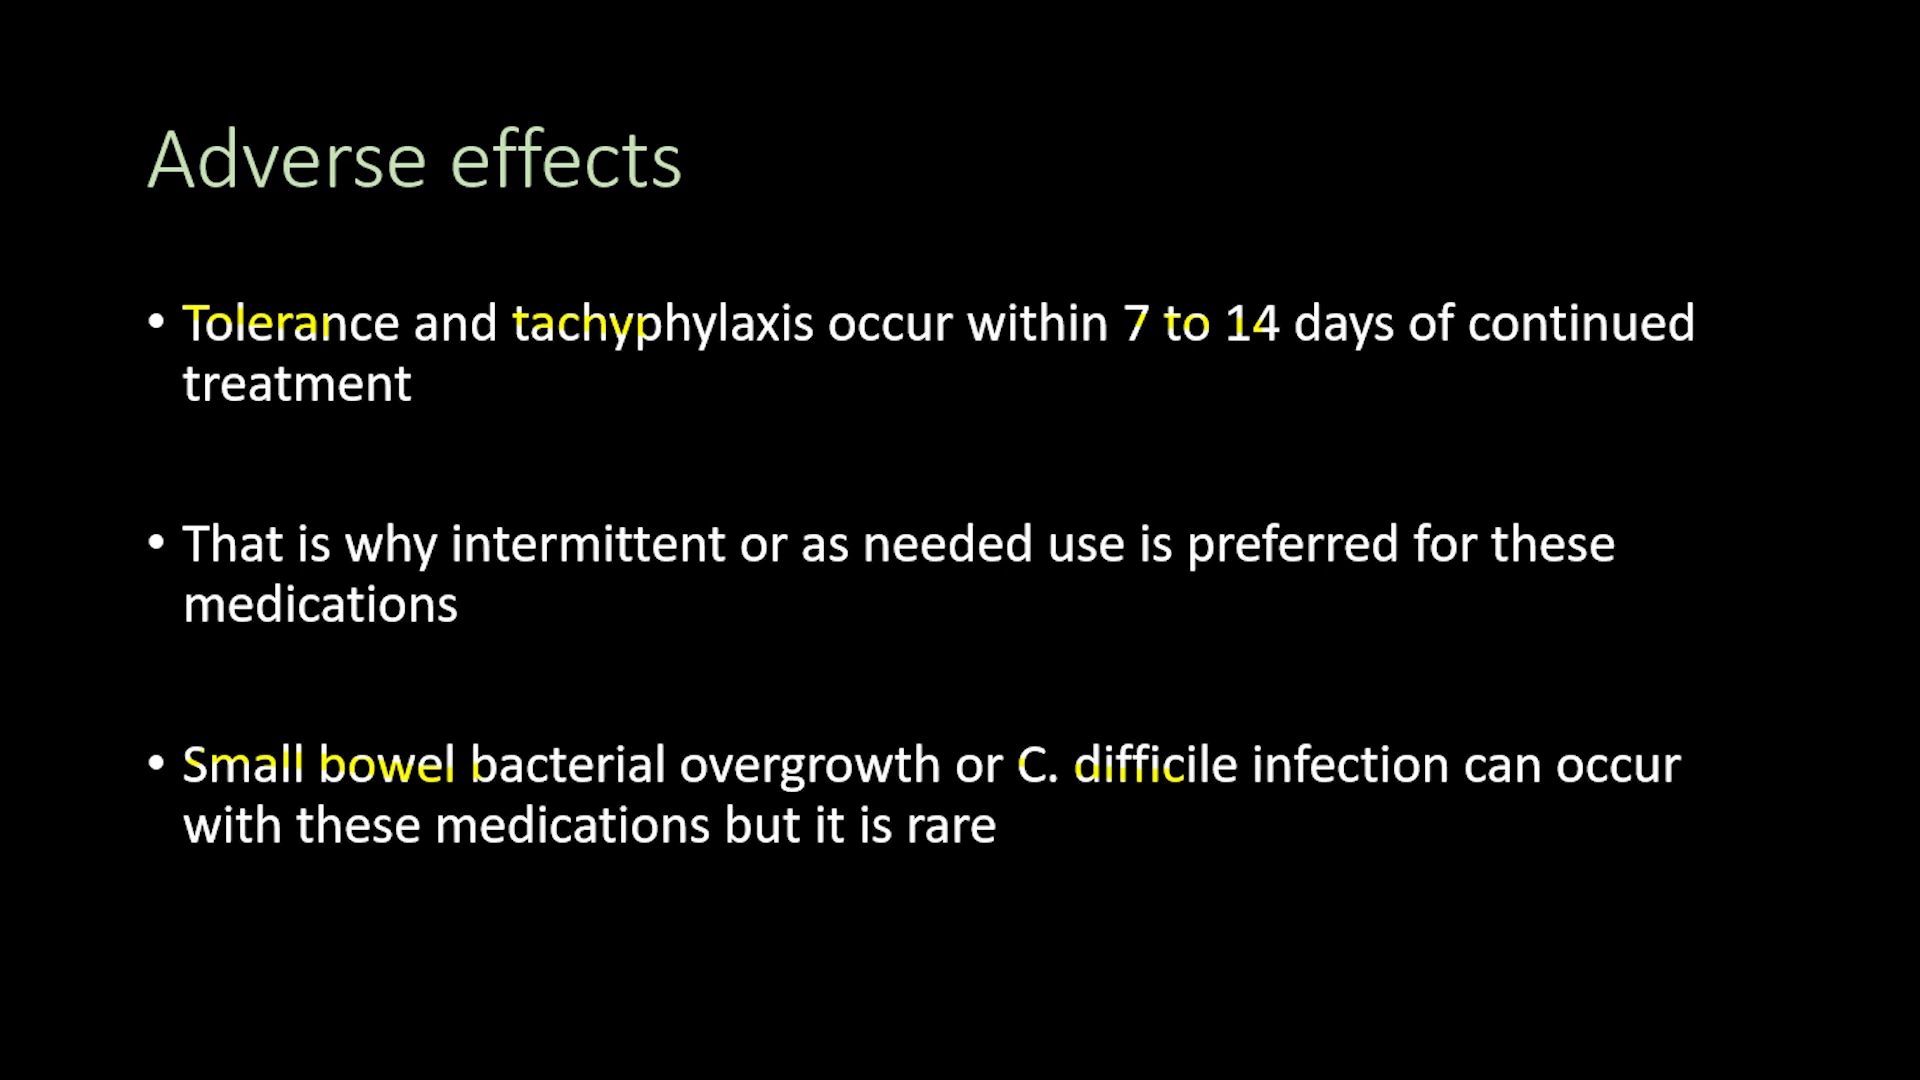 Adverse effects
• Tolerance and tachyphylaxis occur within 7 to 14 days of continued
treatment
• That is why intermittent or as needed use is preferred for these
medications
• Small bowel bacterial overgrowth or C. difficile infection can occur
with these medications but it is rare